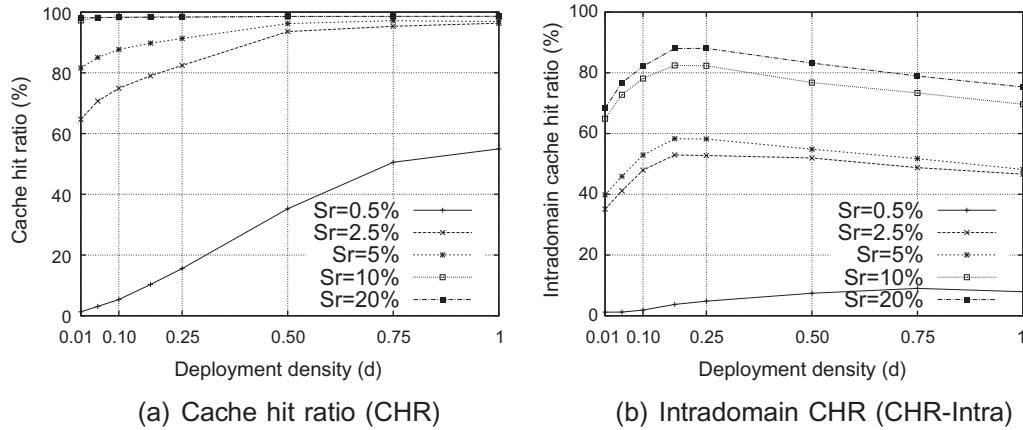 Cache hit ratio (%)
100
80
60
40
20
0
Sr=0.5%
Sr=2.5%
Sr=5%
Sr=10%
Sr=20%
0.01 0.10 0.25 0.50 0.75 1
Deployment density (d)
(a) Cache hit ratio (CHR)
Intradomain cache hit ratio (%)
100
80
60
40
20
0
Sr=0.5%
Sr=2.5%
Sr=5%
Sr=10%
Sr=20%
0.01 0.10 0.25 0.50 0.75 1
Deployment density (d)
(b) Intradomain CHR (CHR-Intra)